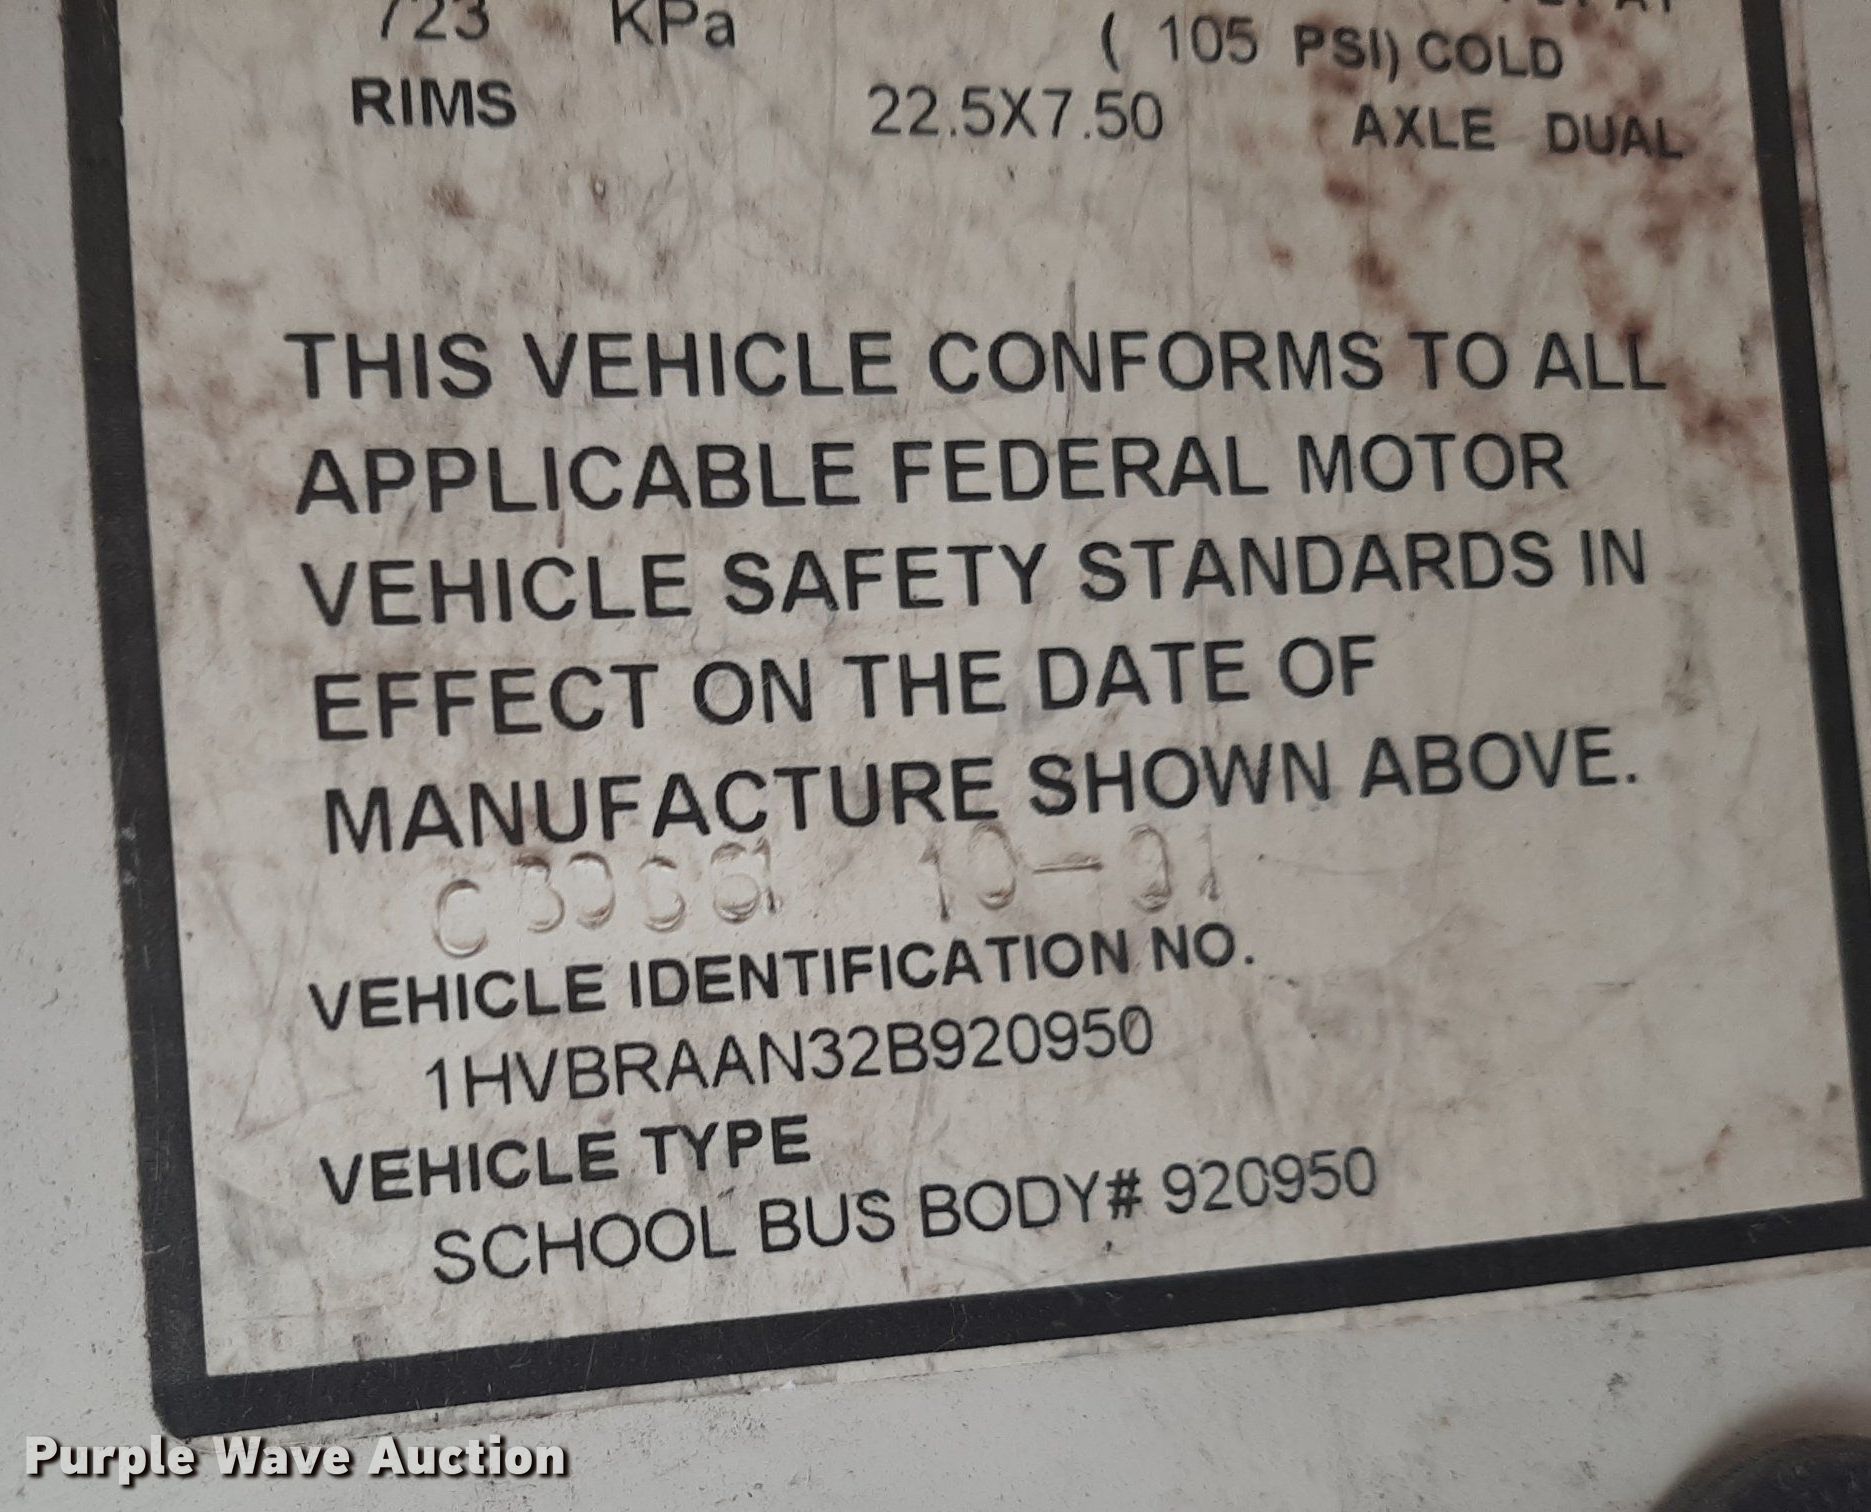 723 KPa ( 105 PSI) COLD
RIMS 22.5X7.50 AXLE DUAL
THIS VEHICLE CONFORMS TO ALL
APPLICABLE FEDERAL MOTOR
VEHICLE SAFETY STANDARDS IN
EFFECT ON THE DATE OF
MANUFACTURE SHOWN ABOVE.
VEHICLE IDENTIFICATION NO.
1HVBRAAN32B920950
VEHICLE TYPE
SCHOOL BUS BODY# 920950
Purple Wave Auction